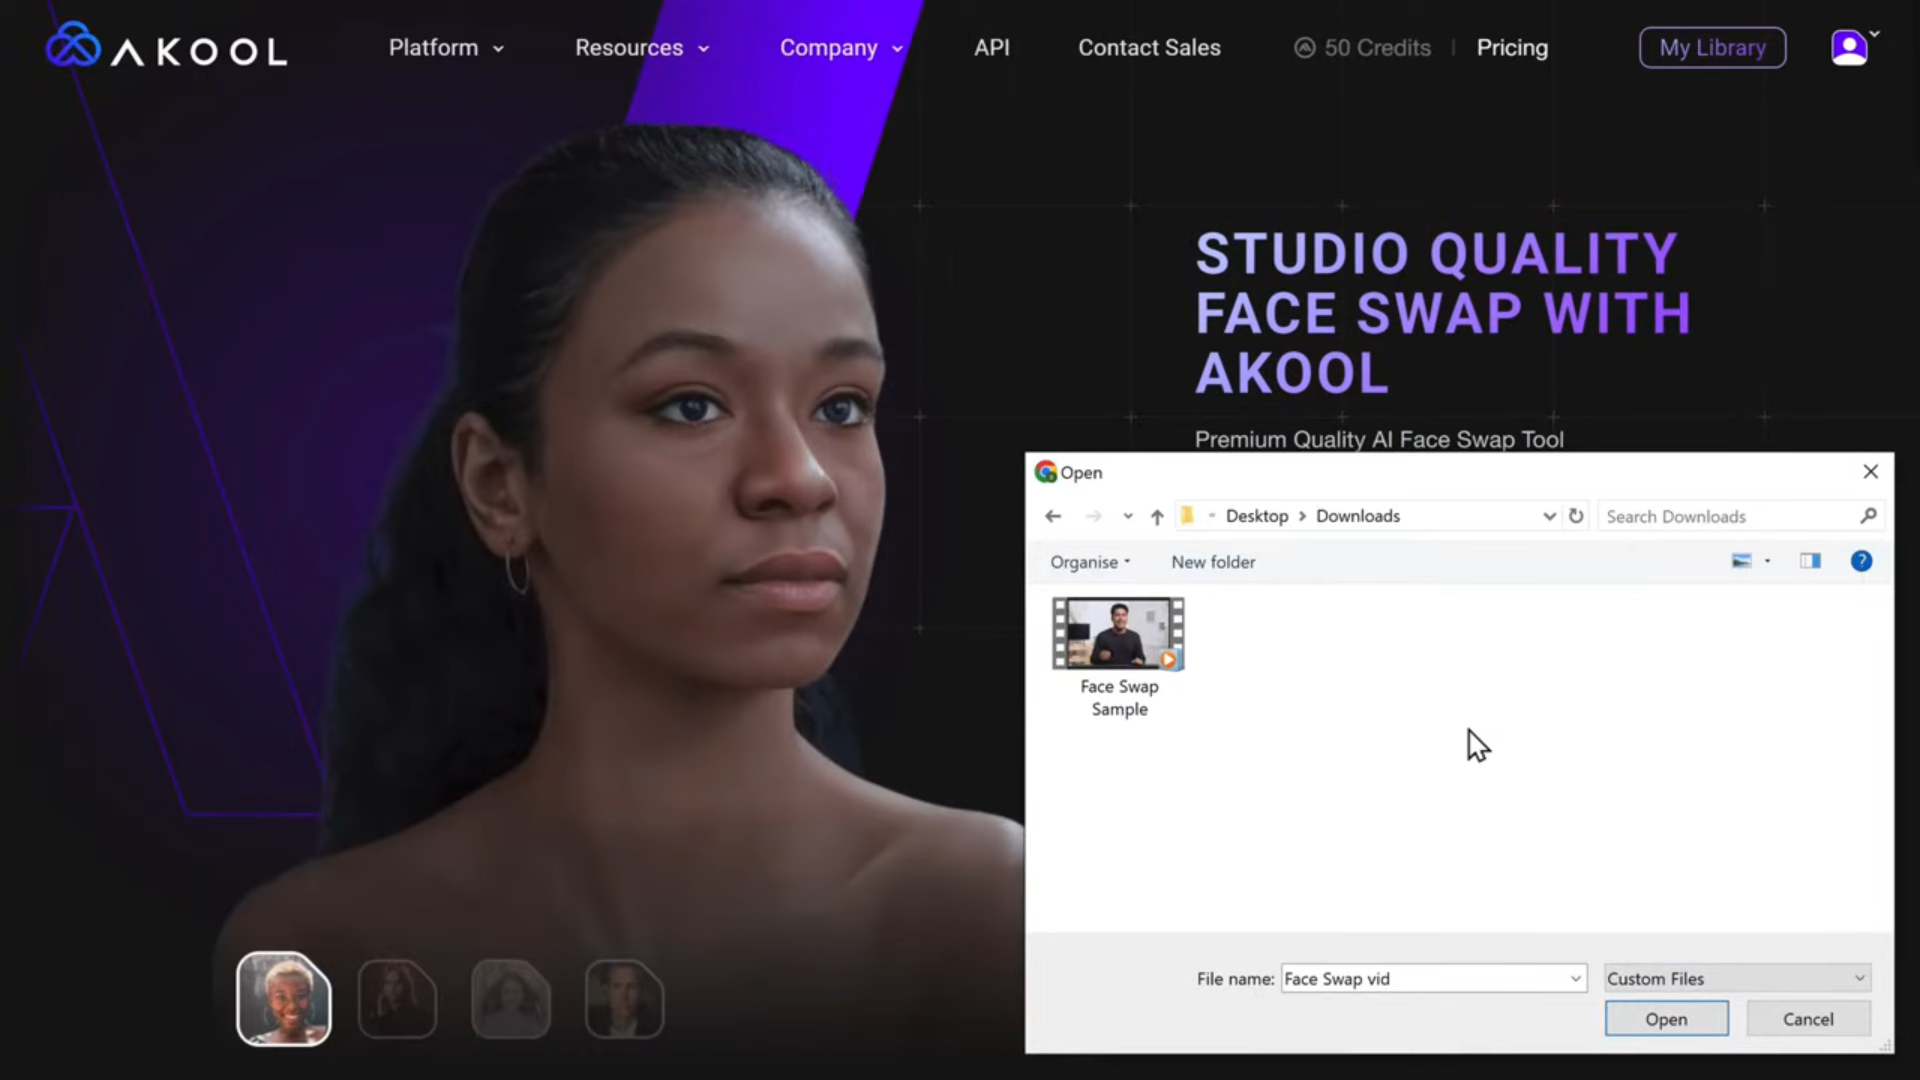 AKOOL
Platform
Resources
Company
API
Contact Sales
50 Credits
Pricing
My Library
STUDIO QUALITY
FACE SWAP WITH
AKOOL
Premium Quality AI Face Swap Tool
Open
Desktop > Downloads
Search Downloads
Organise
New folder
?
Face Swap
Sample
File name: Face Swap vid
Custom Files
Open
Cancel